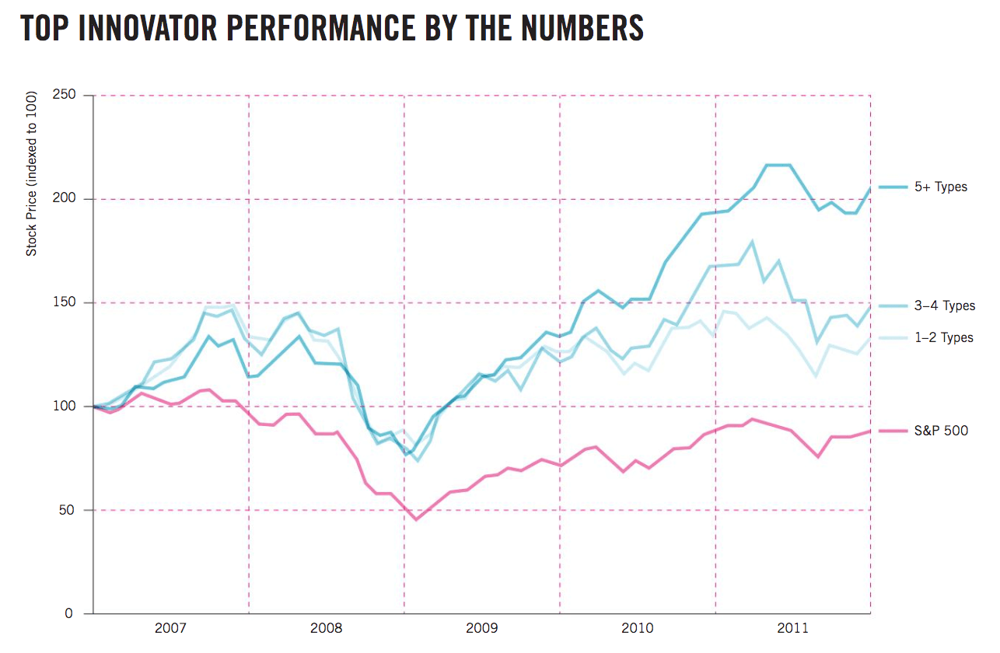 TOP INNOVATOR PERFORMANCE BY THE NUMBERS
Stock Price (indexed to 100)
250
200
150
100
50
0
2007 2008 2009 2010 2011
5+ Types
3–4 Types
1–2 Types
S&P 500